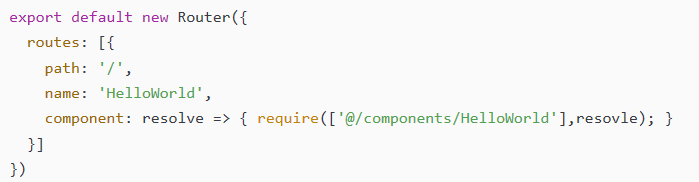 export default new Router({
  routes: [{
    path: '/',
    name: 'HelloWorld',
    component: resolve => { require(['@/components/HelloWorld'],resovle); }
  }]
})